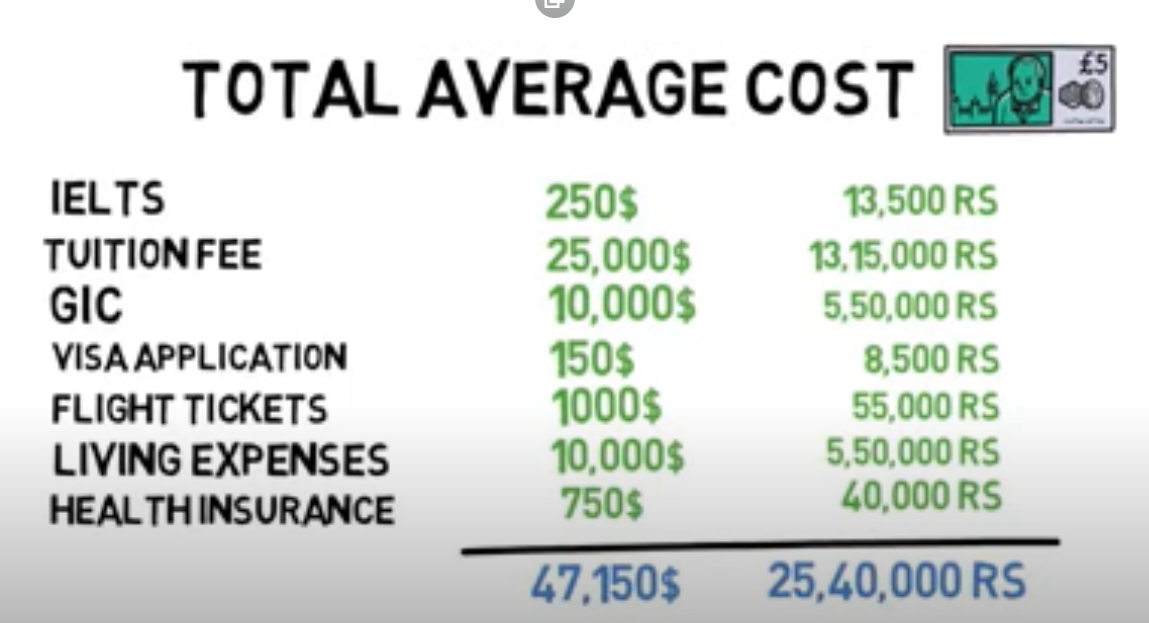 TOTAL AVERAGE COST £5
IELTS 250$ 13,500 RS
TUITION FEE 25,000$ 13,15,000 RS
GIC 10,000$ 5,50,000 RS
VISA APPLICATION 150$ 8,500 RS
FLIGHT TICKETS 1000$ 55,000 RS
LIVING EXPENSES 10,000$ 5,50,000 RS
HEALTH INSURANCE 750$ 40,000 RS
47,150$ 25,40,000 RS